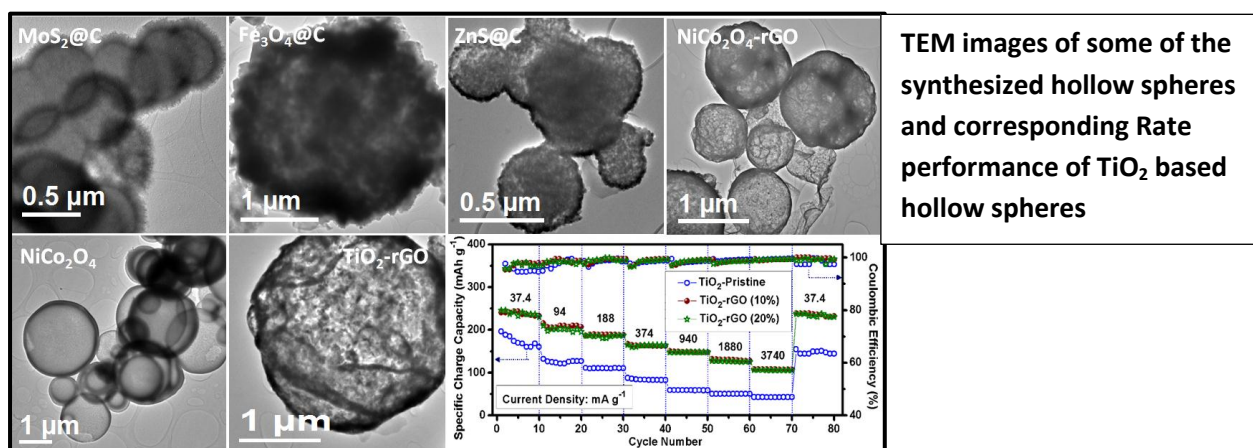 MoS₂@C
0.5 µm
Fe₃O₄@C
1 µm
ZnS@C
0.5 µm
NiCo₂O₄-rGO
1 µm
TEM images of some of the
synthesized hollow spheres
and corresponding Rate
performance of TiO₂ based
hollow spheres
NiCo₂O₄
1 µm
TiO₂-rGO
1 µm
Specific Charge Capacity (mAh g⁻¹)
400
300
200
100
0
37.4
94
188
374
940
1880
3740
37.4
TiO₂-Pristine
TiO₂-rGO (10%)
TiO₂-rGO (20%)
Current Density: mA g⁻¹
0 10 20 30 40 50 60 70 80
Cycle Number
100
80
60
40
Coulombic Efficiency (%)